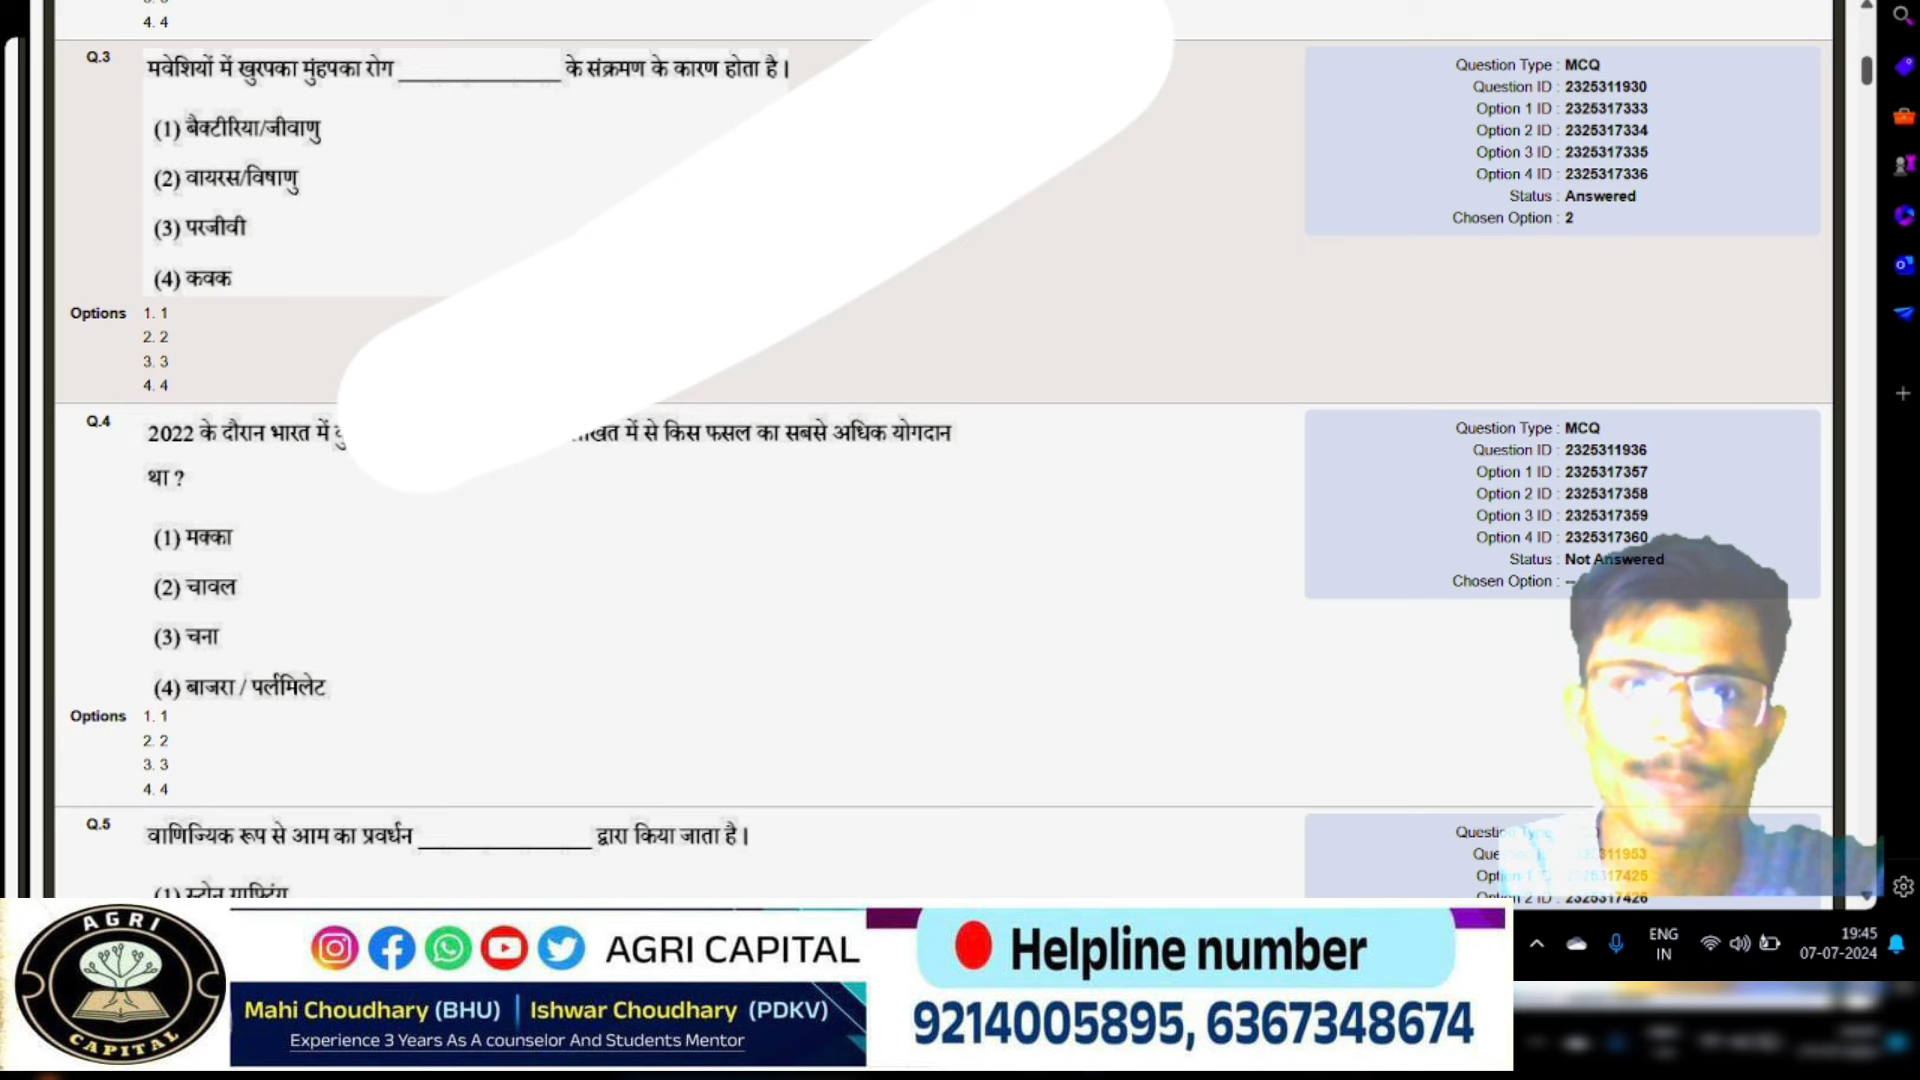 4. 4
Q.3
मवेशियों में खुरपका मुंहपका रोग ______________ के संक्रमण के कारण होता है।
(1) बैक्टीरिया/जीवाणु
(2) वायरस/विषाणु
(3) परजीवी
(4) कवक
Options
1. 1
2. 2
3. 3
4. 4
Question Type : MCQ
Question ID : 2325311930
Option 1 ID : 2325317333
Option 2 ID : 2325317334
Option 3 ID : 2325317335
Option 4 ID : 2325317336
Status : Answered
Chosen Option : 2
Q.4
2022 के दौरान भारत में में से किस फसल का सबसे अधिक योगदान
था ?
(1) मक्का
(2) चावल
(3) चना
(4) बाजरा / पर्लमिलेट
Options
1. 1
2. 2
3. 3
4. 4
Question Type : MCQ
Question ID : 2325311936
Option 1 ID : 2325317357
Option 2 ID : 2325317358
Option 3 ID : 2325317359
Option 4 ID : 2325317360
Status : Not Answered
Chosen Option : --
Q.5
वाणिज्यिक रूप से आम का प्रवर्धन ______________ द्वारा किया जाता है।
(1) स्टोन ग्राफ्टिंग
AGRI
CAPITAL
AGRI CAPITAL
Mahi Choudhary (BHU) | Ishwar Choudhary (PDKV)
Experience 3 Years As A counselor And Students Mentor
Helpline number
9214005895, 6367348674
ENG
IN
19:45
07-07-2024